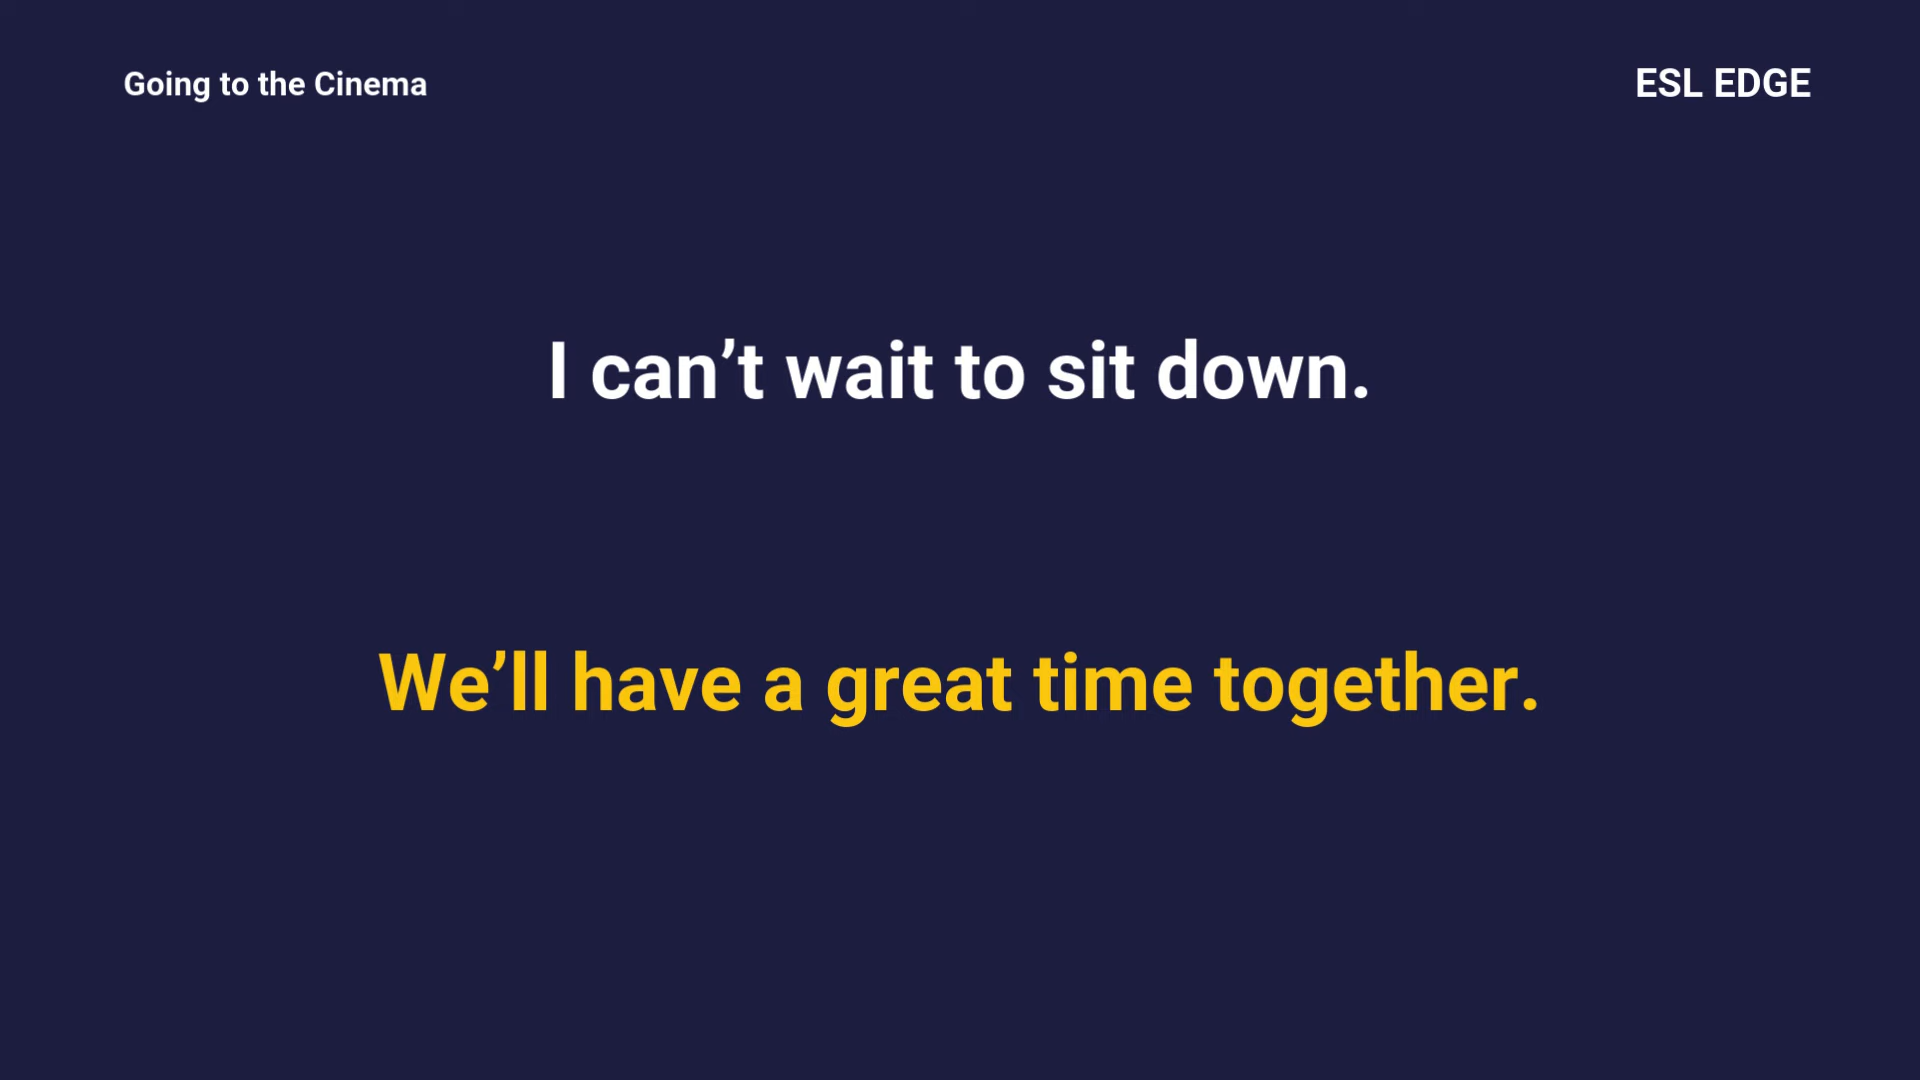 Going to the Cinema
ESL EDGE
I can’t wait to sit down.
We’ll have a great time together.